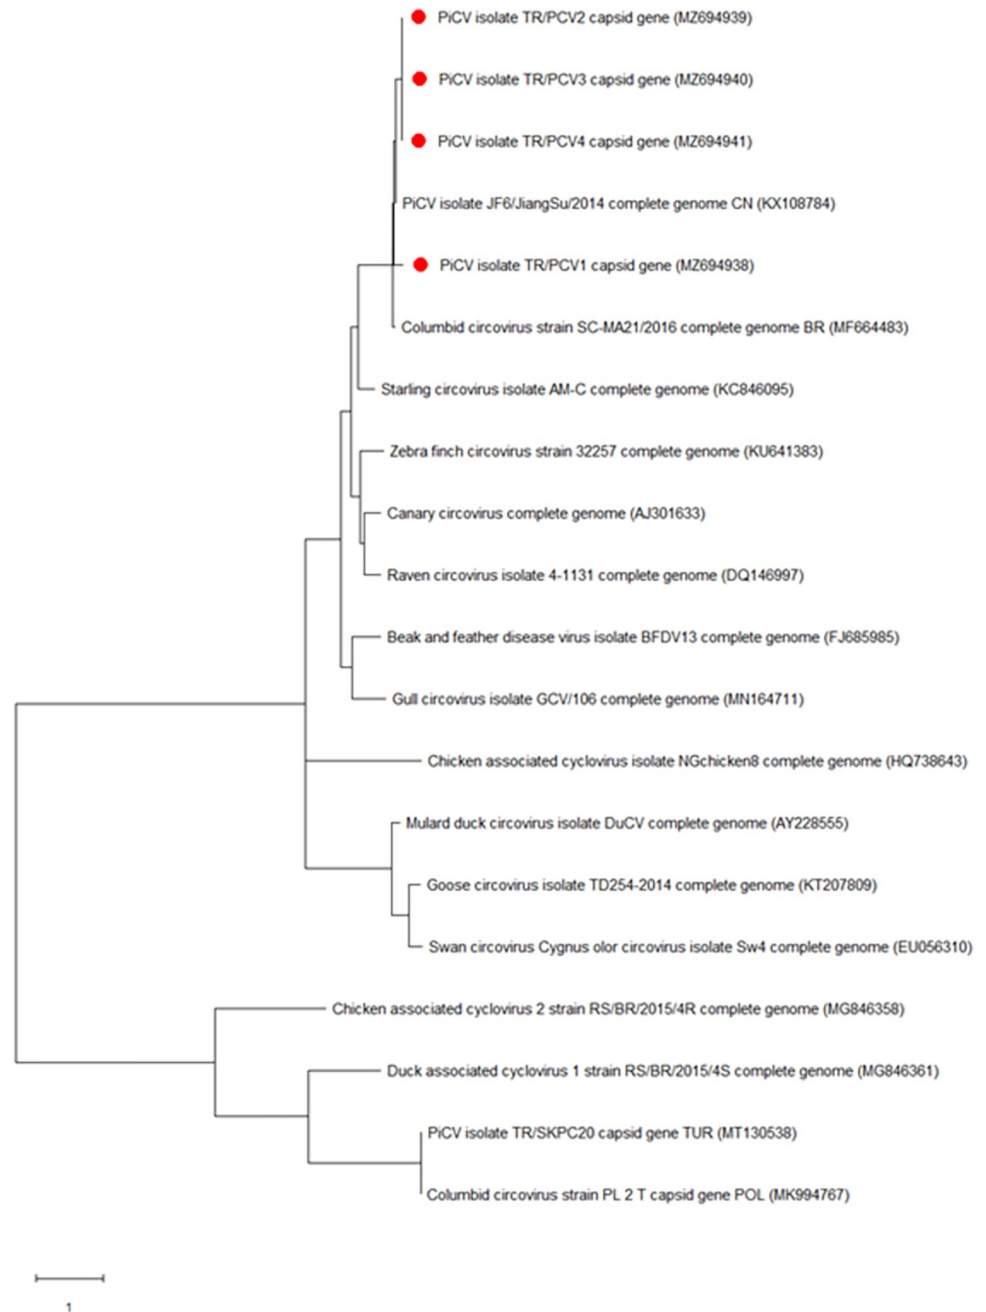 PiCV isolate TR/PCV2 capsid gene (MZ694939)
PiCV isolate TR/PCV3 capsid gene (MZ694940)
PiCV isolate TR/PCV4 capsid gene (MZ694941)
PiCV isolate JF6/JiangSu/2014 complete genome CN (KX108784)
PiCV isolate TR/PCV1 capsid gene (MZ694938)
Columbid circovirus strain SC-MA21/2016 complete genome BR (MF664483)
Starling circovirus isolate AM-C complete genome (KC846095)
Zebra finch circovirus strain 32257 complete genome (KU641383)
Canary circovirus complete genome (AJ301633)
Raven circovirus isolate 4-1131 complete genome (DQ146997)
Beak and feather disease virus isolate BFDV13 complete genome (FJ685985)
Gull circovirus isolate GCV/106 complete genome (MN164711)
Chicken associated cyclovirus isolate NGchicken8 complete genome (HQ738643)
Mulard duck circovirus isolate DuCV complete genome (AY228555)
Goose circovirus isolate TD254-2014 complete genome (KT207809)
Swan circovirus Cygnus olor circovirus isolate Sw4 complete genome (EU056310)
Chicken associated cyclovirus 2 strain RS/BR/2015/4R complete genome (MG846358)
Duck associated cyclovirus 1 strain RS/BR/2015/4S complete genome (MG846361)
PiCV isolate TR/SKPC20 capsid gene TUR (MT130538)
Columbid circovirus strain PL 2 T capsid gene POL (MK994767)
1